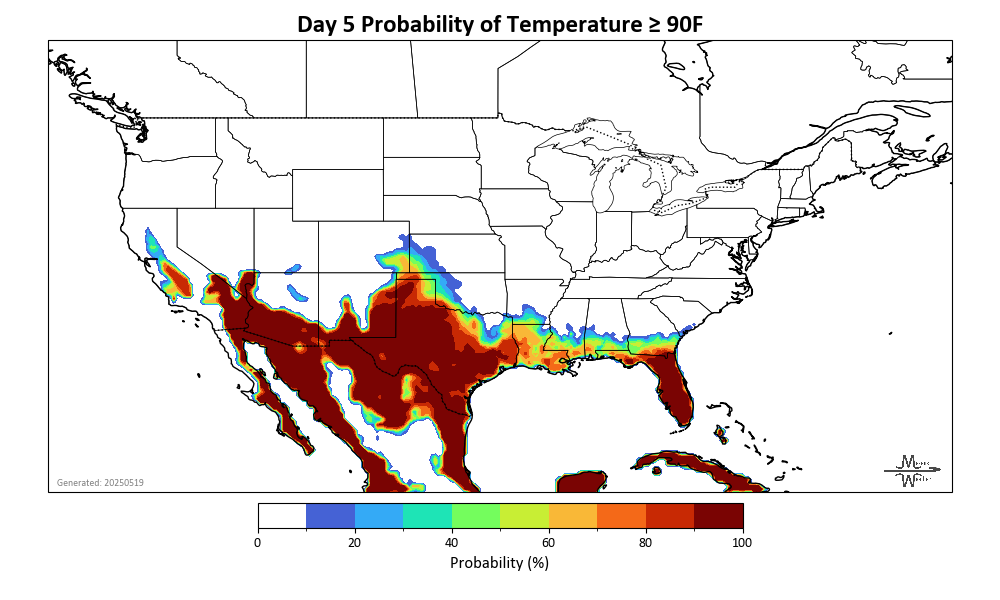 Day 5 Probability of Temperature ≥ 90F
Generated: 20250519
0 20 40 60 80 100
Probability (%)